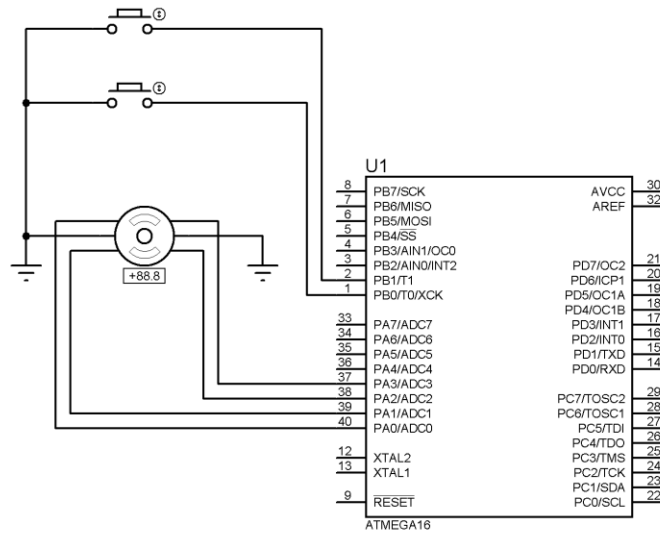 U1
8 PB7/SCK AVCC 30
7 PB6/MISO AREF 32
6 PB5/MOSI
5 PB4/SS
4 PB3/AIN1/OC0
3 PB2/AIN0/INT2 PD7/OC2 21
2 PB1/T1 PD6/ICP1 20
1 PB0/T0/XCK PD5/OC1A 19
PD4/OC1B 18
33 PA7/ADC7 PD3/INT1 17
34 PA6/ADC6 PD2/INT0 16
35 PA5/ADC5 PD1/TXD 15
36 PA4/ADC4 PD0/RXD 14
37 PA3/ADC3
38 PA2/ADC2 PC7/TOSC2 29
39 PA1/ADC1 PC6/TOSC1 28
40 PA0/ADC0 PC5/TDI 27
PC4/TDO 26
12 XTAL2 PC3/TMS 25
13 XTAL1 PC2/TCK 24
PC1/SDA 23
9 RESET PC0/SCL 22
ATMEGA16
+88.8